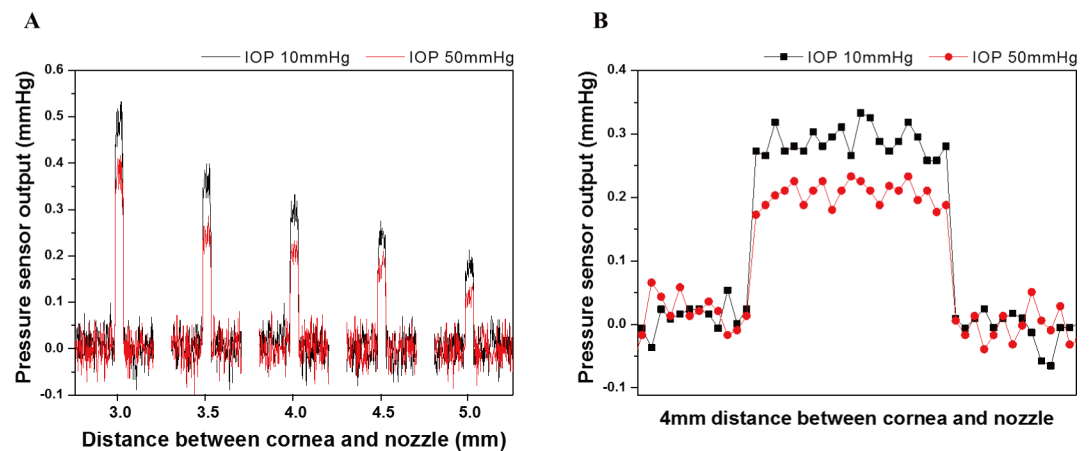 A
IOP 10mmHg IOP 50mmHg
Pressure sensor output (mmHg)
0.6
0.5
0.4
0.3
0.2
0.1
0.0
-0.1
3.0 3.5 4.0 4.5 5.0
Distance between cornea and nozzle (mm)
B
IOP 10mmHg IOP 50mmHg
Pressure sensor output (mmHg)
0.4
0.3
0.2
0.1
0.0
-0.1
4mm distance between cornea and nozzle